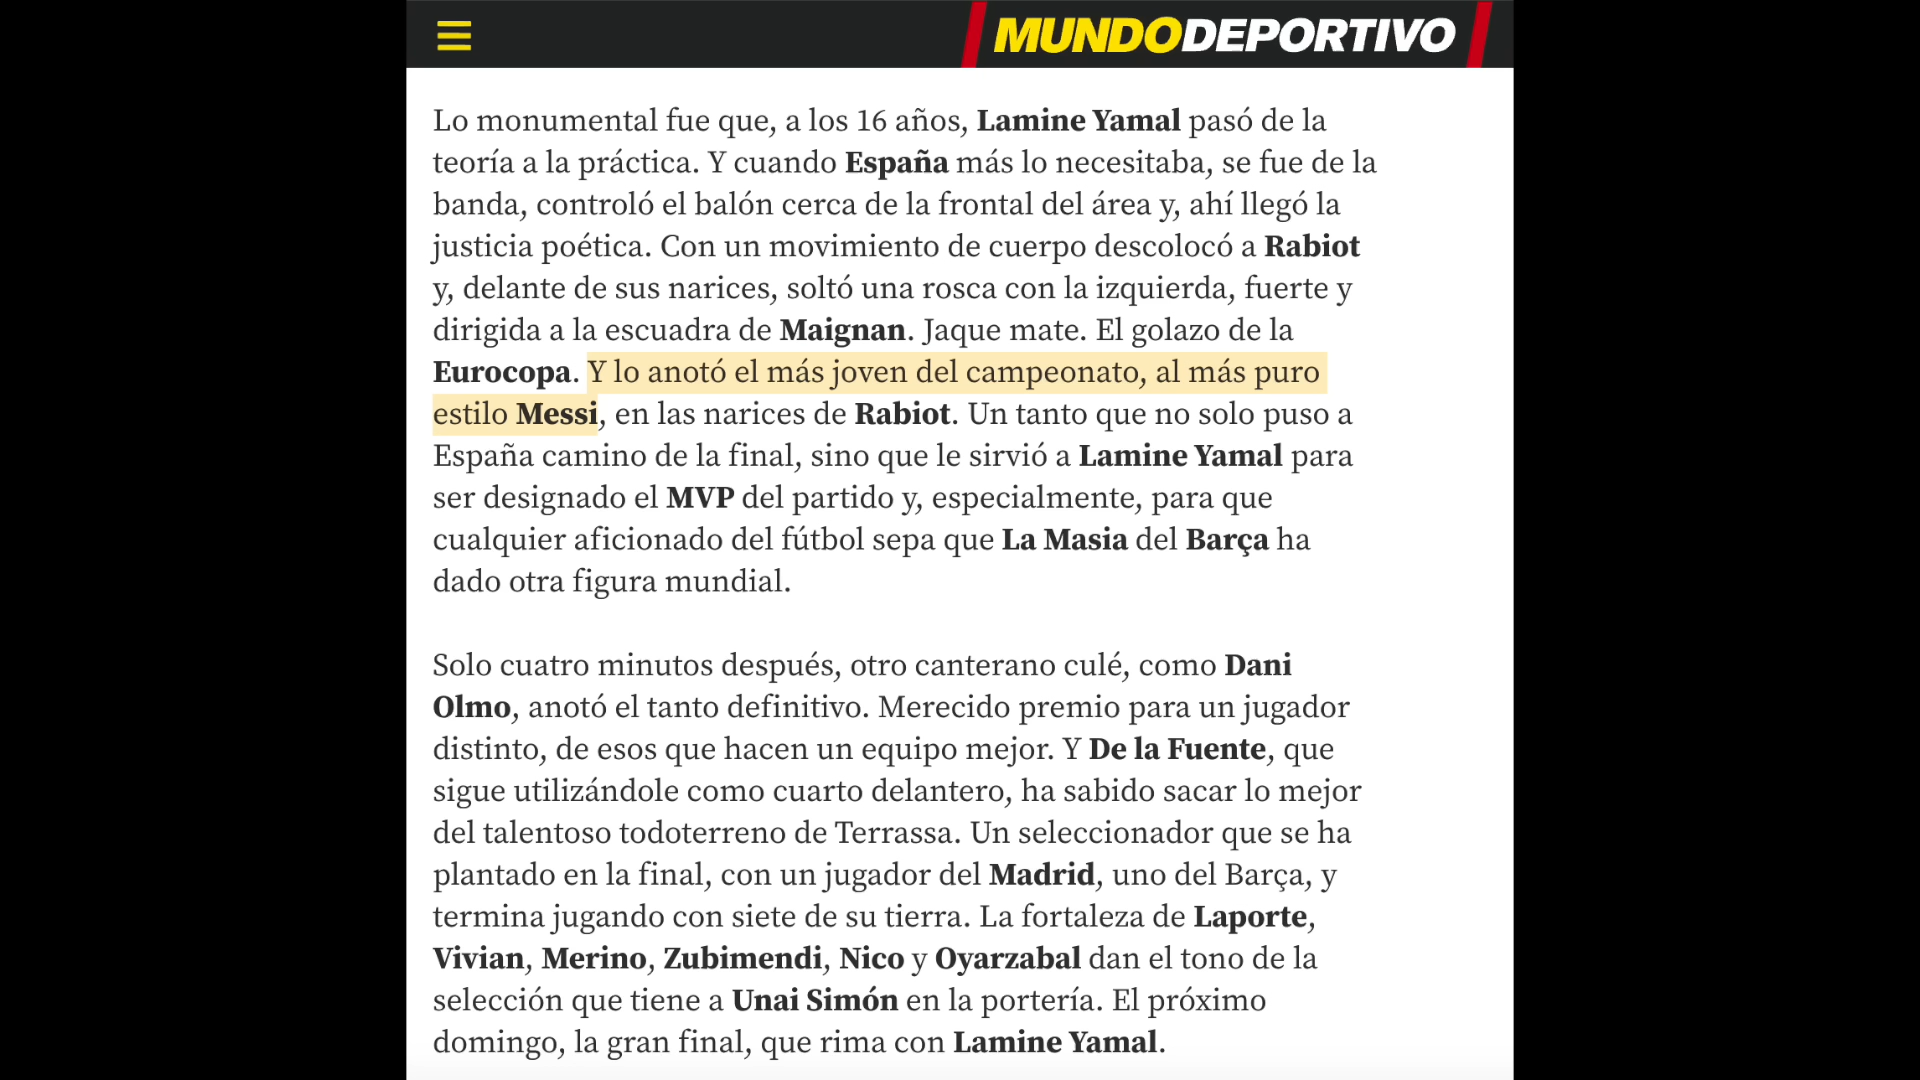 MUNDODEPORTIVO
Lo monumental fue que, a los 16 años, Lamine Yamal pasó de la
teoría a la práctica. Y cuando España más lo necesitaba, se fue de la
banda, controló el balón cerca de la frontal del área y, ahí llegó la
justicia poética. Con un movimiento de cuerpo descolocó a Rabiot
y, delante de sus narices, soltó una rosca con la izquierda, fuerte y
dirigida a la escuadra de Maignan. Jaque mate. El golazo de la
Eurocopa. Y lo anotó el más joven del campeonato, al más puro
estilo Messi, en las narices de Rabiot. Un tanto que no solo puso a
España camino de la final, sino que le sirvió a Lamine Yamal para
ser designado el MVP del partido y, especialmente, para que
cualquier aficionado del fútbol sepa que La Masia del Barça ha
dado otra figura mundial.
Solo cuatro minutos después, otro canterano culé, como Dani
Olmo, anotó el tanto definitivo. Merecido premio para un jugador
distinto, de esos que hacen un equipo mejor. Y De la Fuente, que
sigue utilizándole como cuarto delantero, ha sabido sacar lo mejor
del talentoso todoterreno de Terrassa. Un seleccionador que se ha
plantado en la final, con un jugador del Madrid, uno del Barça, y
termina jugando con siete de su tierra. La fortaleza de Laporte,
Vivian, Merino, Zubimendi, Nico y Oyarzabal dan el tono de la
selección que tiene a Unai Simón en la portería. El próximo
domingo, la gran final, que rima con Lamine Yamal.